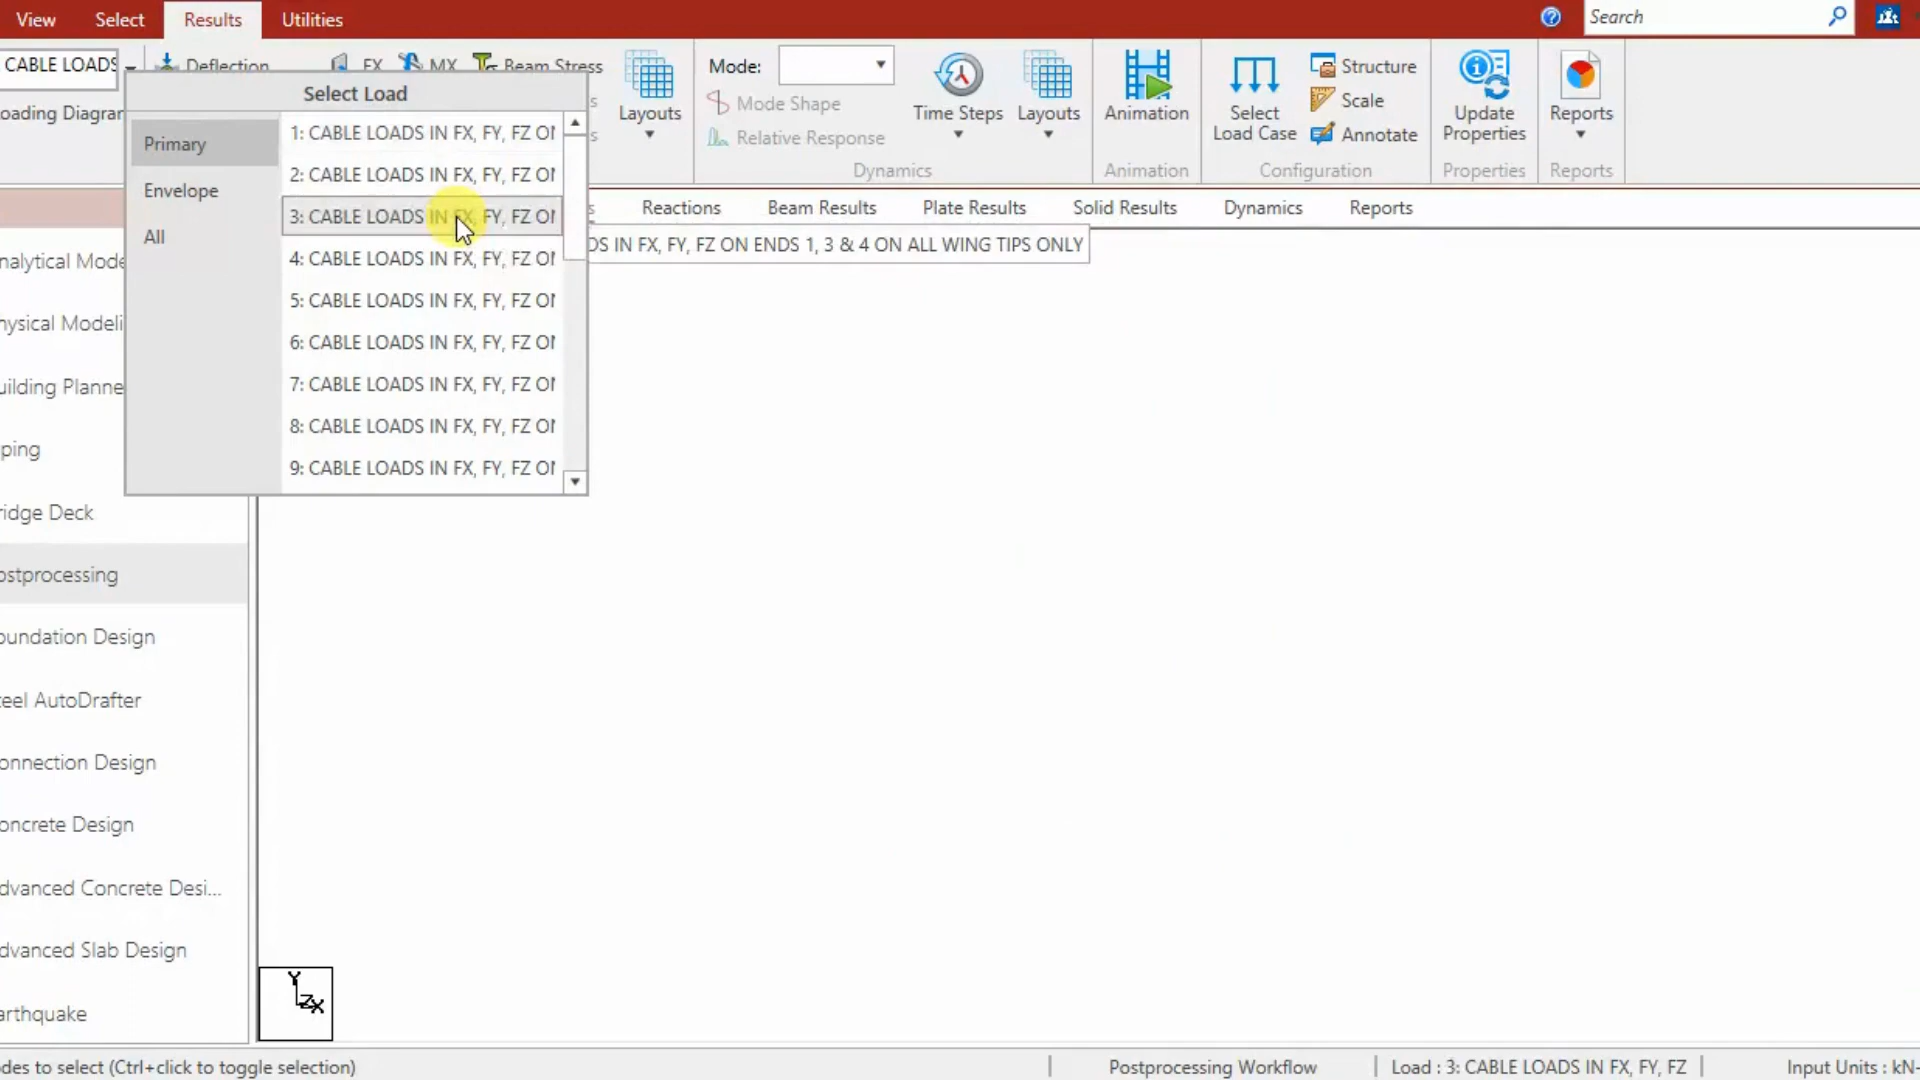 View Select Results Utilities Search
CABLE LOADS Deflection FX MX Beam Stress
oading Diagrar
Select Load
Primary
Envelope
All
1: CABLE LOADS IN FX, FY, FZ
2: CABLE LOADS IN FX, FY, FZ
3: CABLE LOADS IN FX, FY, FZ
4: CABLE LOADS IN FX, FY, FZ
5: CABLE LOADS IN FX, FY, FZ
6: CABLE LOADS IN FX, FY, FZ
7: CABLE LOADS IN FX, FY, FZ
8: CABLE LOADS IN FX, FY, FZ
9: CABLE LOADS IN FX, FY, FZ
Layouts
Mode:
Mode Shape
Relative Response
Time Steps
Layouts
Dynamics
Animation
Animation
Select
Load Case
Structure
Scale
Annotate
Configuration
Update
Properties
Properties
Reports
Reports
Reactions Beam Results Plate Results Solid Results Dynamics Reports
DS IN FX, FY, FZ ON ENDS 1, 3 & 4 ON ALL WING TIPS ONLY
nalytical Mode
hysical Modeli
uilding Planne
ping
ridge Deck
ostprocessing
oundation Design
teel AutoDrafter
onnection Design
oncrete Design
dvanced Concrete Desi...
dvanced Slab Design
arthquake
Y
Z X
des to select (Ctrl+click to toggle selection) Postprocessing Workflow Load : 3: CABLE LOADS IN FX, FY, FZ Input Units : kN-